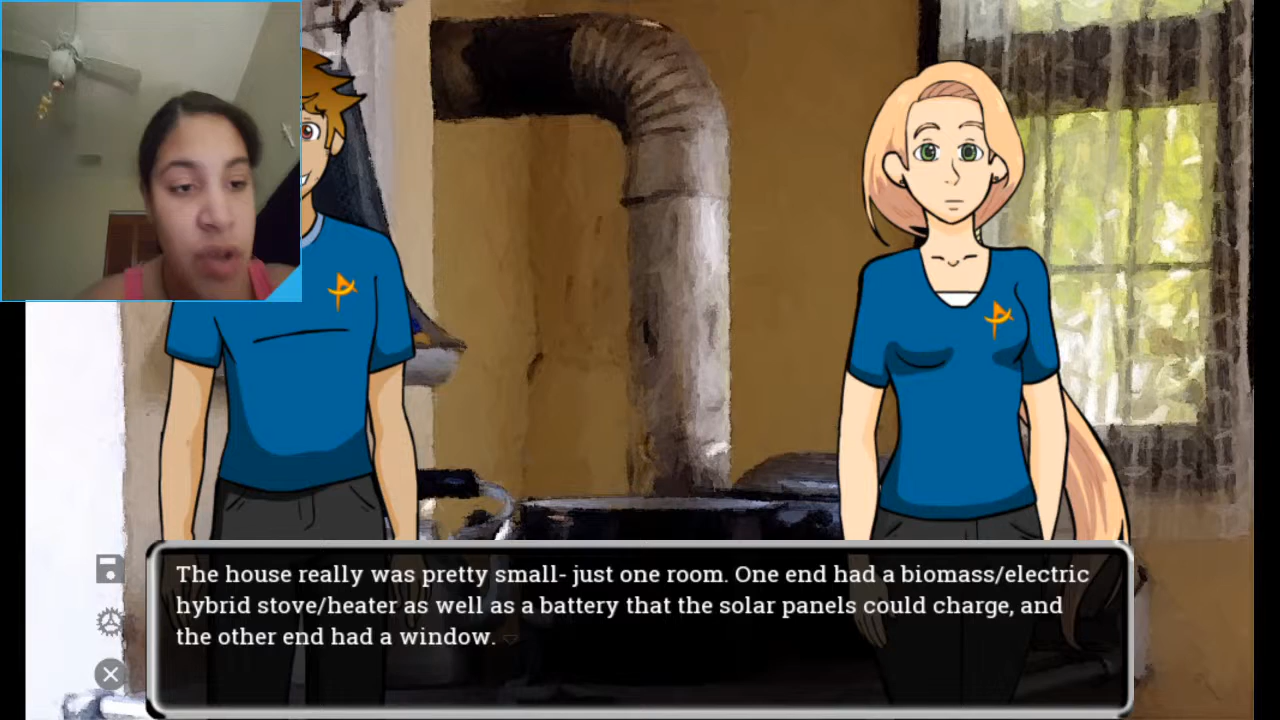 The house really was pretty small- just one room. One end had a biomass/electric
hybrid stove/heater as well as a battery that the solar panels could charge, and
the other end had a window.